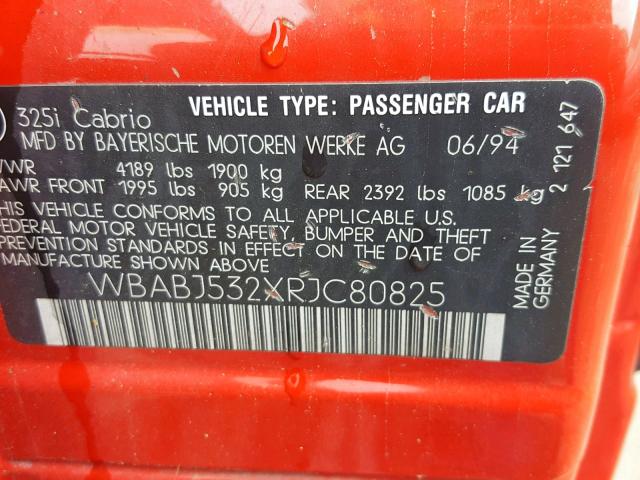 325i Cabrio VEHICLE TYPE: PASSENGER CAR
MFD BY BAYERISCHE MOTOREN WERKE AG 06/94
VWR 4189 lbs 1900 kg
AWR FRONT 1995 lbs 905 kg REAR 2392 lbs 1085 kg
THIS VEHICLE CONFORMS TO ALL APPLICABLE U.S.
FEDERAL MOTOR VEHICLE SAFETY, BUMPER AND THEFT
PREVENTION STANDARDS IN EFFECT ON THE DATE OF
MANUFACTURE SHOWN ABOVE
WBABJ532XRJC80825
MADE IN
GERMANY
2 121 647